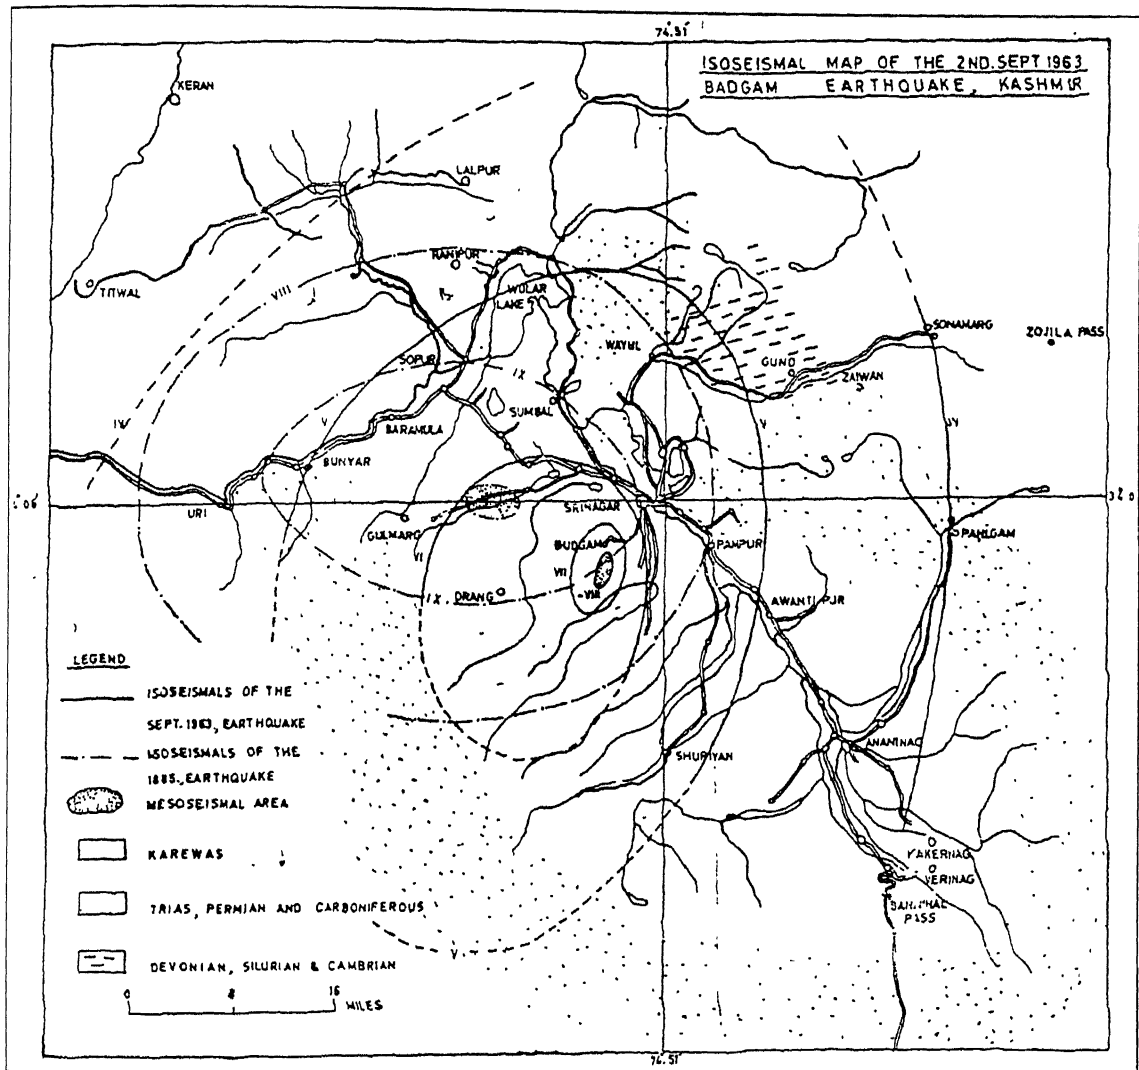 74.51
ISOSEISMAL MAP OF THE 2ND. SEPT 1963
BADGAM EARTHQUAKE, KASHMIR
KERAN
LALPUR
RANIPUR
TITWAL
VIII
WULAR
LAKE
SONAMARG
ZOJILA PASS
WAYUL
SOPUR
GUND
ZAIWAN
IX
SUMBAL
IV
V
V
IV
BARAMULA
BUNYAR
URI
SRINAGAR
GULMARG
PAHLGAM
BUDGAM
PAMPUR
VI
VII
VIII
IX
DRANG
AWANTIPUR
LEGEND
ISOSEISMALS OF THE
SEPT. 1963, EARTHQUAKE
ISOSEISMALS OF THE
1885, EARTHQUAKE
MESOSEISMAL AREA
ANANTNAG
SHUPIYAN
KAREWAS
KAKERNAG
VERINAG
PASS
TRIAS, PERMIAN AND CARBONIFEROUS
V
DEVONIAN, SILURIAN & CAMBRIAN
0 8 16
MILES
74.51